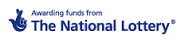 Awarding funds from
The National Lottery®